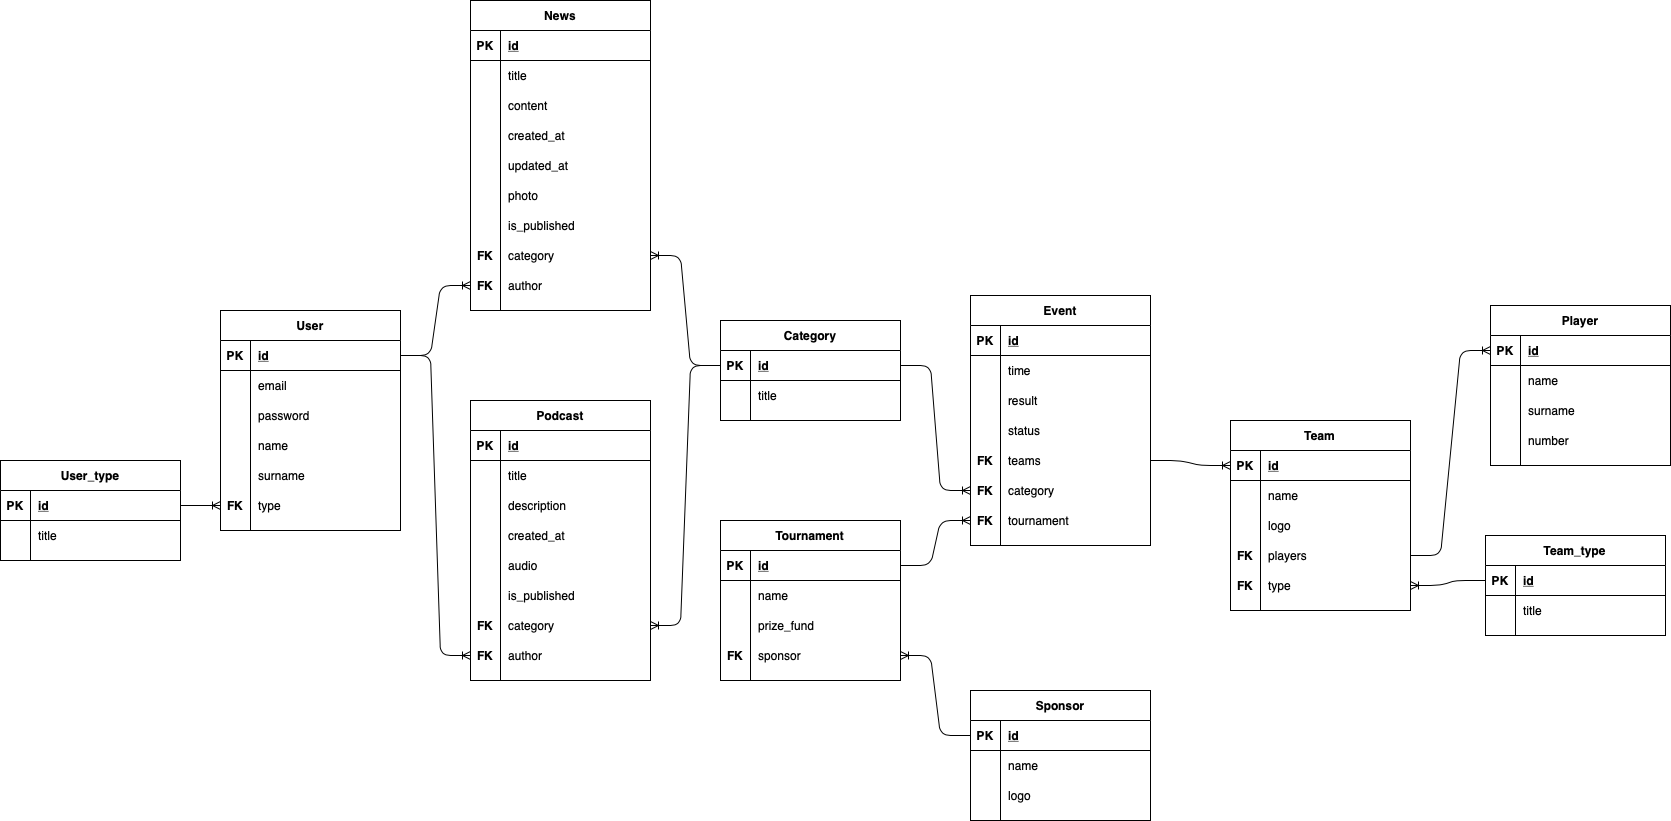 News
PK id
title
content
created_at
updated_at
photo
is_published
FK category
FK author
User
PK id
email
password
name
surname
FK type
User_type
PK id
title
Podcast
PK id
title
description
created_at
audio
is_published
FK category
FK author
Category
PK id
title
Tournament
PK id
name
prize_fund
FK sponsor
Event
PK id
time
result
status
FK teams
FK category
FK tournament
Sponsor
PK id
name
logo
Team
PK id
name
logo
FK players
FK type
Player
PK id
name
surname
number
Team_type
PK id
title